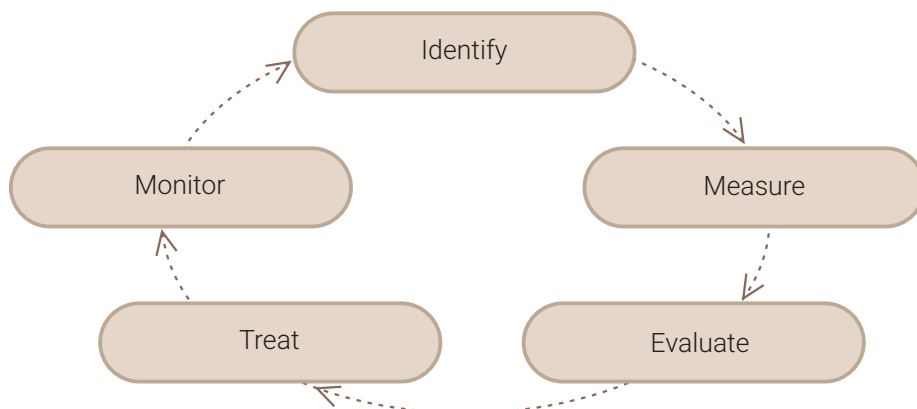 Identify
Measure
Evaluate
Treat
Monitor